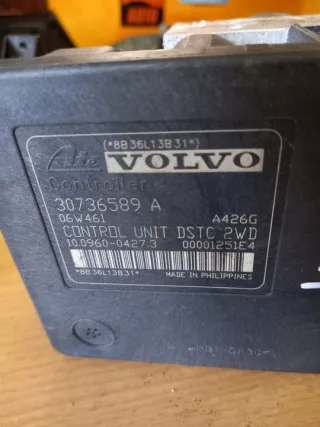 (*8B36L13B31*)
Ate VOLVO
Controller
30736589 A
06W461 A426G
CONTROL UNIT DSTC 2WD
10.0960-0427.3 00001251E4
*8B36L13B31* MADE IN PHILIPPINES